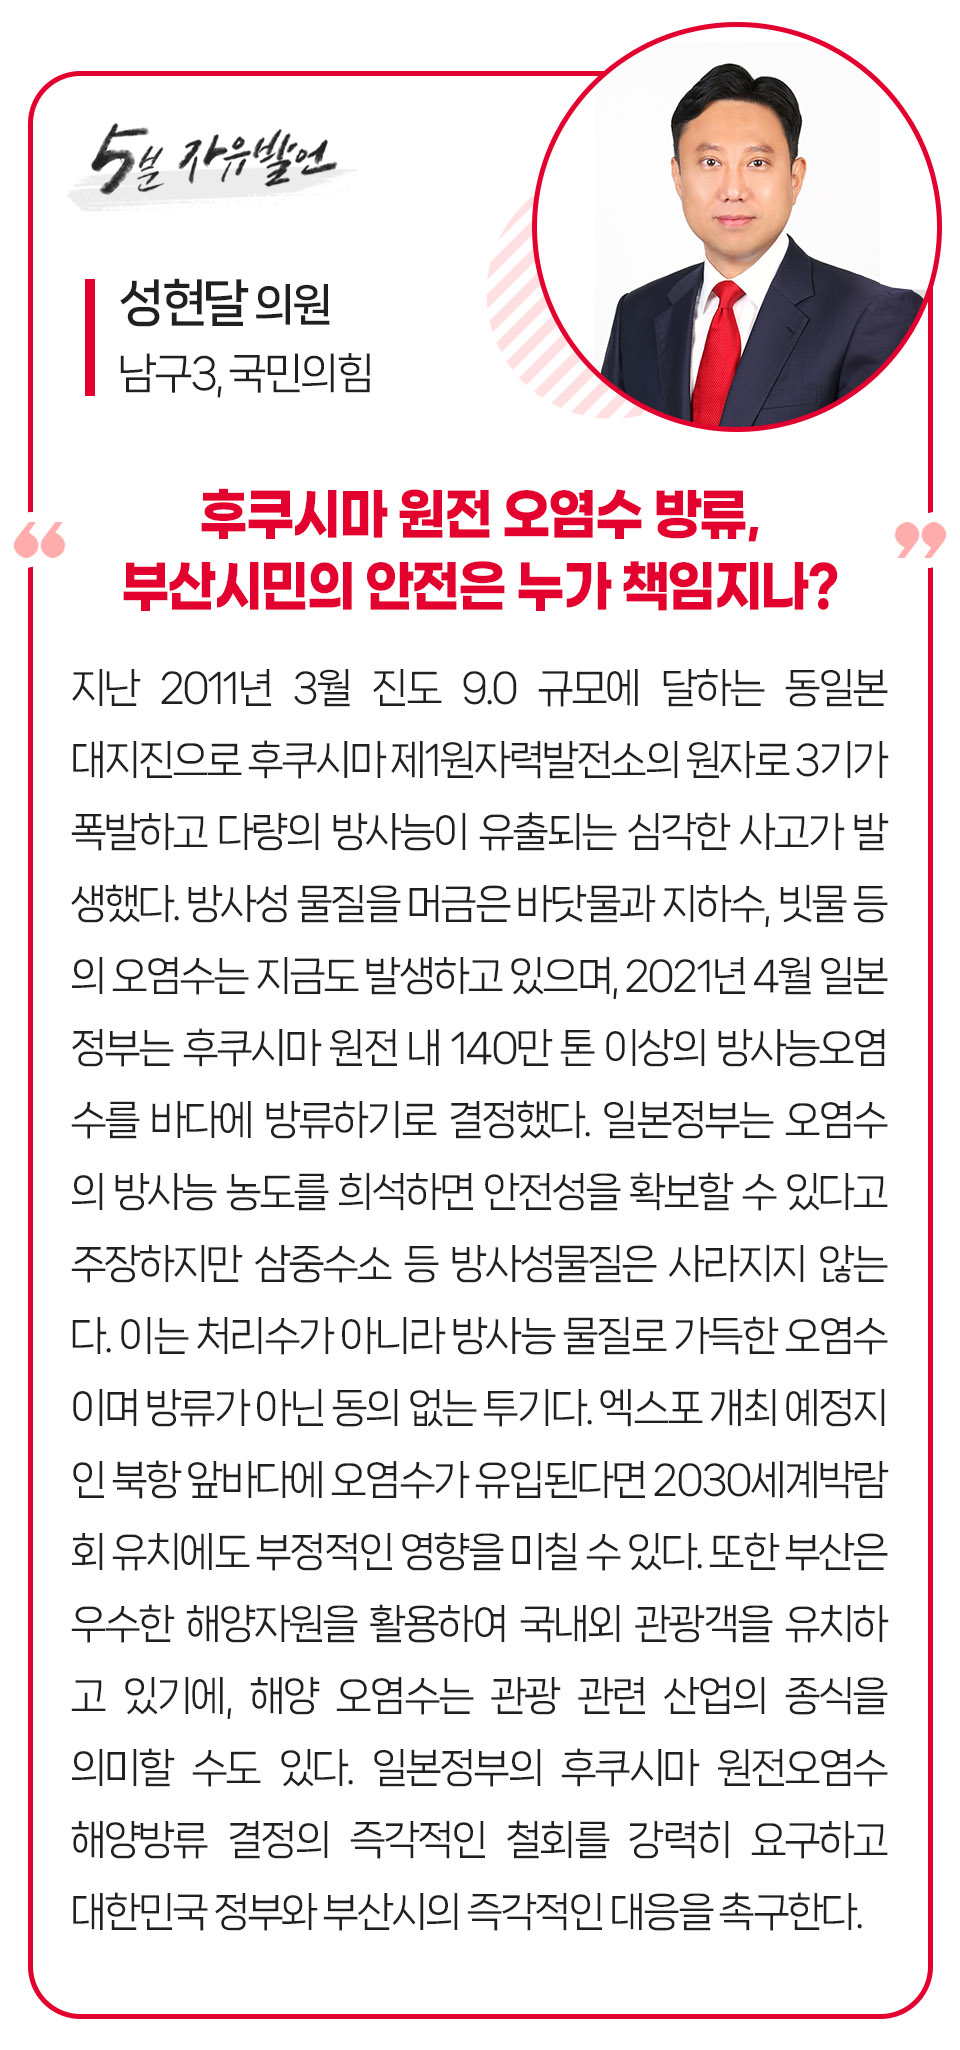 5분 자유발언
성현달 의원
남구3, 국민의힘
“ 후쿠시마 원전 오염수 방류, ”
부산시민의 안전은 누가 책임지나?
지난 2011년 3월 진도 9.0 규모에 달하는 동일본
대지진으로 후쿠시마 제1원자력발전소의 원자로 3기가
폭발하고 다량의 방사능이 유출되는 심각한 사고가 발
생했다. 방사성 물질을 머금은 바닷물과 지하수, 빗물 등
의 오염수는 지금도 발생하고 있으며, 2021년 4월 일본
정부는 후쿠시마 원전 내 140만 톤 이상의 방사능오염
수를 바다에 방류하기로 결정했다. 일본정부는 오염수
의 방사능 농도를 희석하면 안전성을 확보할 수 있다고
주장하지만 삼중수소 등 방사성물질은 사라지지 않는
다. 이는 처리수가 아니라 방사능 물질로 가득한 오염수
이며 방류가 아닌 동의 없는 투기다. 엑스포 개최 예정지
인 북항 앞바다에 오염수가 유입된다면 2030세계박람
회 유치에도 부정적인 영향을 미칠 수 있다. 또한 부산은
우수한 해양자원을 활용하여 국내외 관광객을 유치하
고 있기에, 해양 오염수는 관광 관련 산업의 종식을
의미할 수도 있다. 일본정부의 후쿠시마 원전오염수
해양방류 결정의 즉각적인 철회를 강력히 요구하고
대한민국 정부와 부산시의 즉각적인 대응을 촉구한다.